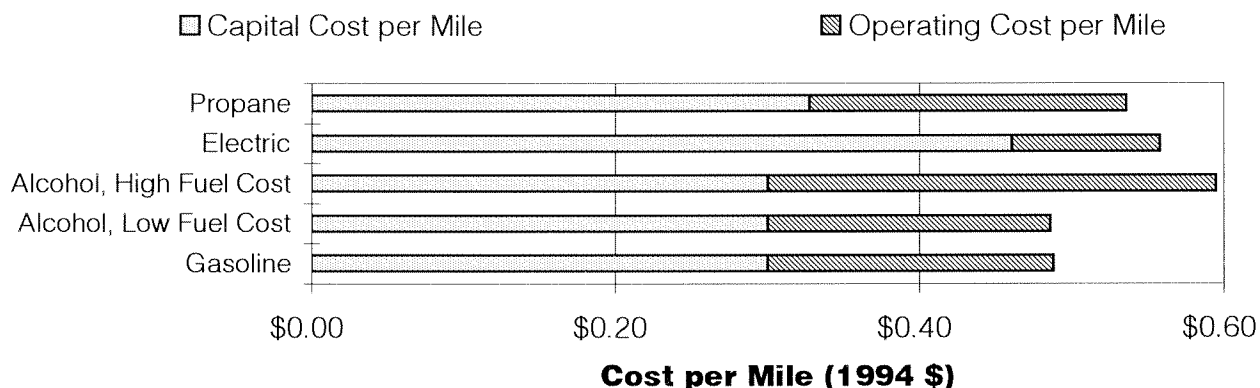 Capital Cost per Mile
Operating Cost per Mile
Propane
Electric
Alcohol, High Fuel Cost
Alcohol, Low Fuel Cost
Gasoline
$0.00 $0.20 $0.40 $0.60
Cost per Mile (1994 $)